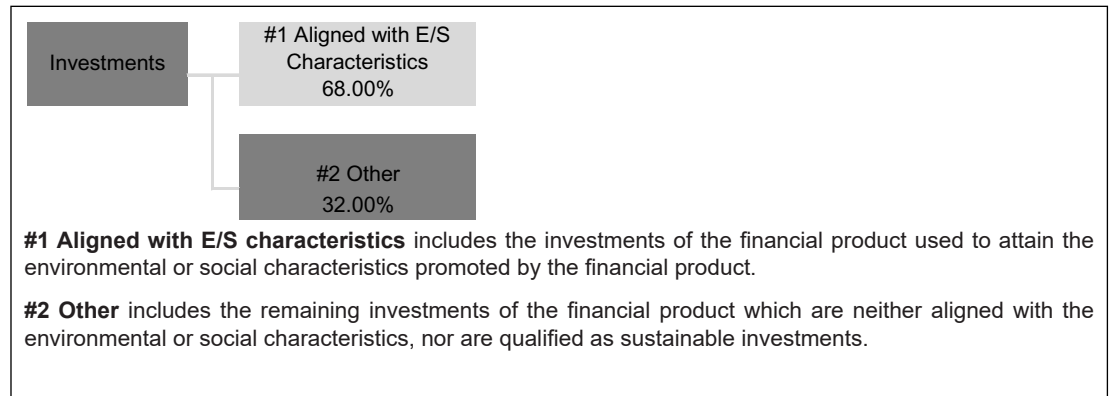 Investments
#1 Aligned with E/S
Characteristics
68.00%
#2 Other
32.00%
#1 Aligned with E/S characteristics includes the investments of the financial product used to attain the
environmental or social characteristics promoted by the financial product.
#2 Other includes the remaining investments of the financial product which are neither aligned with the
environmental or social characteristics, nor are qualified as sustainable investments.